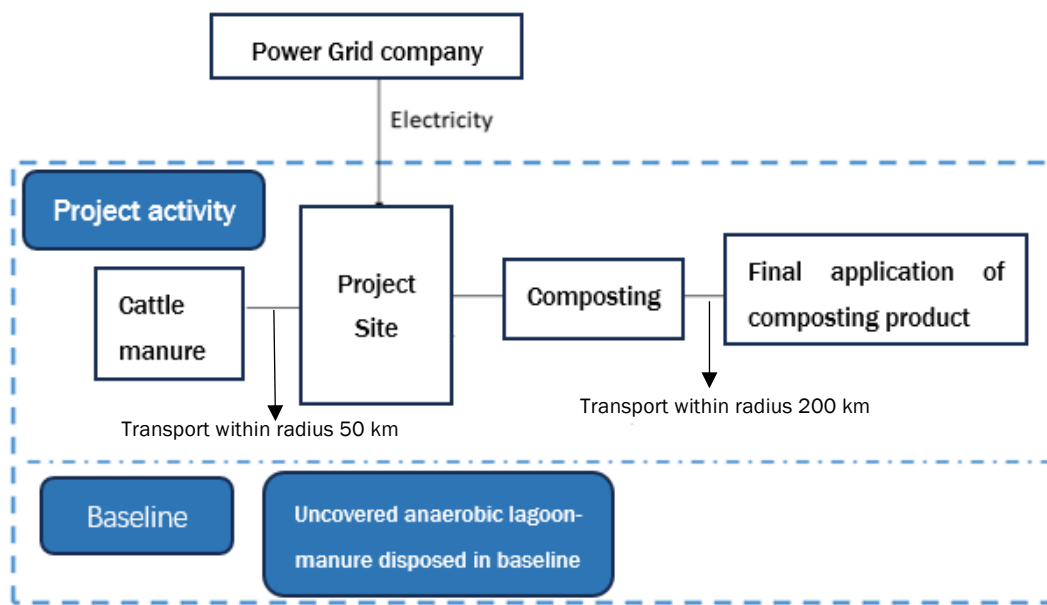 Power Grid company
Electricity
Project activity
Cattle
manure
Project
Site
Composting
Final application of
composting product
Transport within radius 50 km
Transport within radius 200 km
Baseline
Uncovered anaerobic lagoon-
manure disposed in baseline